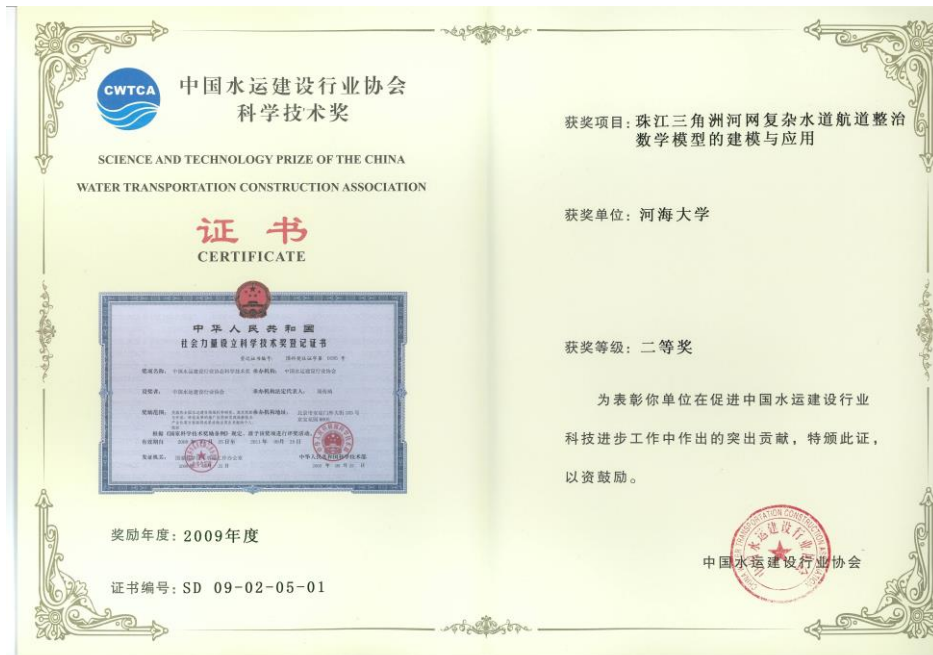 CWTCA
中国水运建设行业协会
科学技术奖
SCIENCE AND TECHNOLOGY PRIZE OF THE CHINA
WATER TRANSPORTATION CONSTRUCTION ASSOCIATION
证书
CERTIFICATE
中华人民共和国
社会力量设立科学技术奖登记证书
奖励年度：2009年度
证书编号：SD 09-02-05-01
获奖项目：珠江三角洲河网复杂水道航道整治
数学模型的建模与应用
获奖单位：河海大学
获奖等级：二等奖
为表彰你单位在促进中国水运建设行业
科技进步工作中作出的突出贡献，特颁此证，
以资鼓励。
中国水运建设行业协会